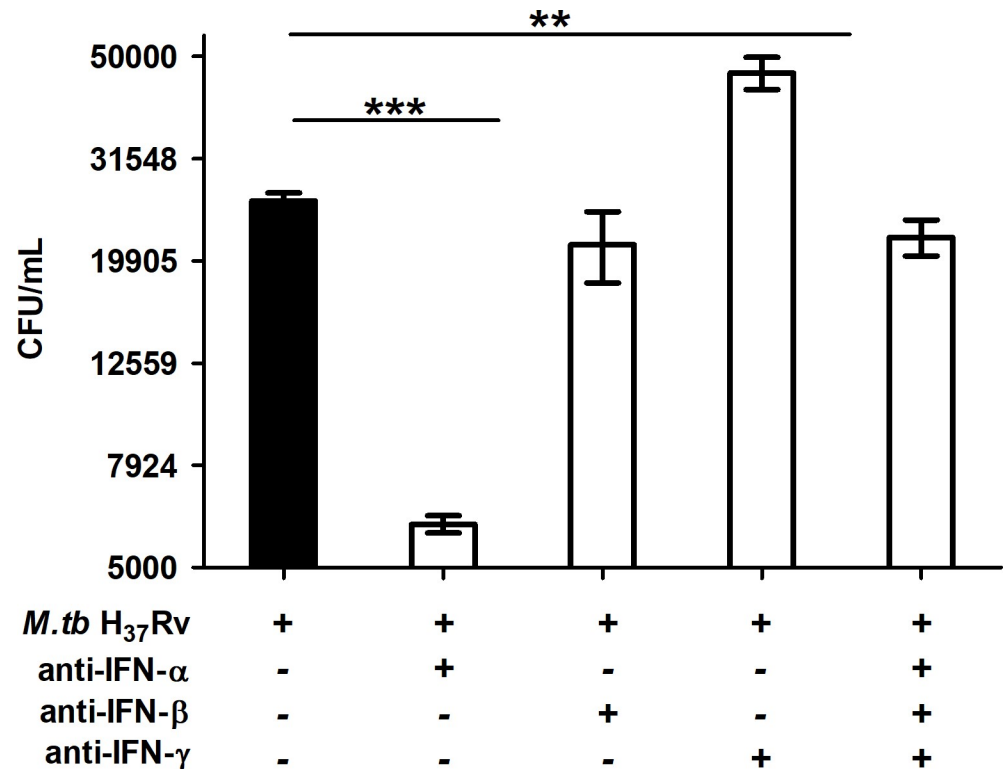 **
50000
***
31548
19905
12559
7924
5000
CFU/mL
M.tb H37Rv + + + + +
anti-IFN-α - + - - +
anti-IFN-β - - + - +
anti-IFN-γ - - - + +